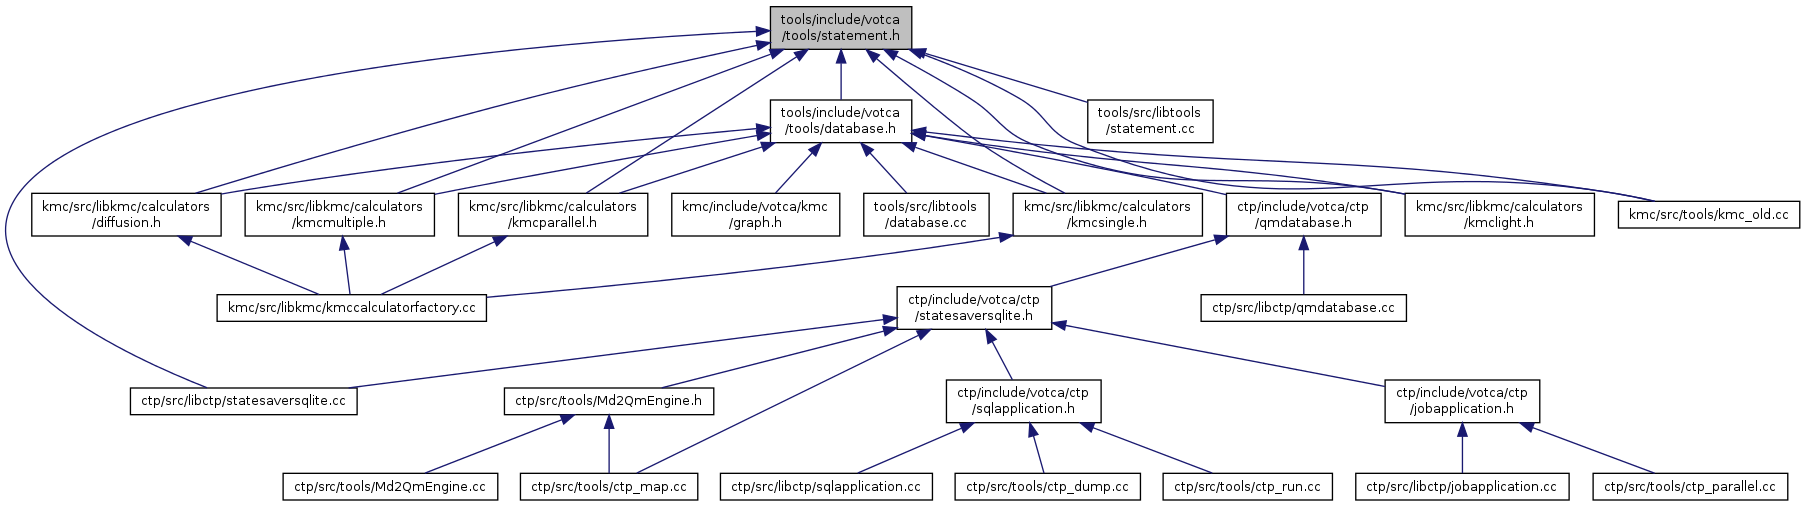 tools/include/votca
/tools/statement.h
tools/include/votca
/tools/database.h
tools/src/libtools
/statement.cc
kmc/src/libkmc/calculators
/diffusion.h
kmc/src/libkmc/calculators
/kmcmultiple.h
kmc/src/libkmc/calculators
/kmcparallel.h
kmc/include/votca/kmc
/graph.h
tools/src/libtools
/database.cc
kmc/src/libkmc/calculators
/kmcsingle.h
ctp/include/votca/ctp
/qmdatabase.h
kmc/src/libkmc/calculators
/kmclight.h
kmc/src/tools/kmc_old.cc
kmc/src/libkmc/kmccalculatorfactory.cc
ctp/include/votca/ctp
/statesaversqlite.h
ctp/src/libctp/qmdatabase.cc
ctp/src/libctp/statesaversqlite.cc
ctp/src/tools/Md2QmEngine.h
ctp/include/votca/ctp
/sqlapplication.h
ctp/include/votca/ctp
/jobapplication.h
ctp/src/tools/Md2QmEngine.cc
ctp/src/tools/ctp_map.cc
ctp/src/libctp/sqlapplication.cc
ctp/src/tools/ctp_dump.cc
ctp/src/tools/ctp_run.cc
ctp/src/libctp/jobapplication.cc
ctp/src/tools/ctp_parallel.cc